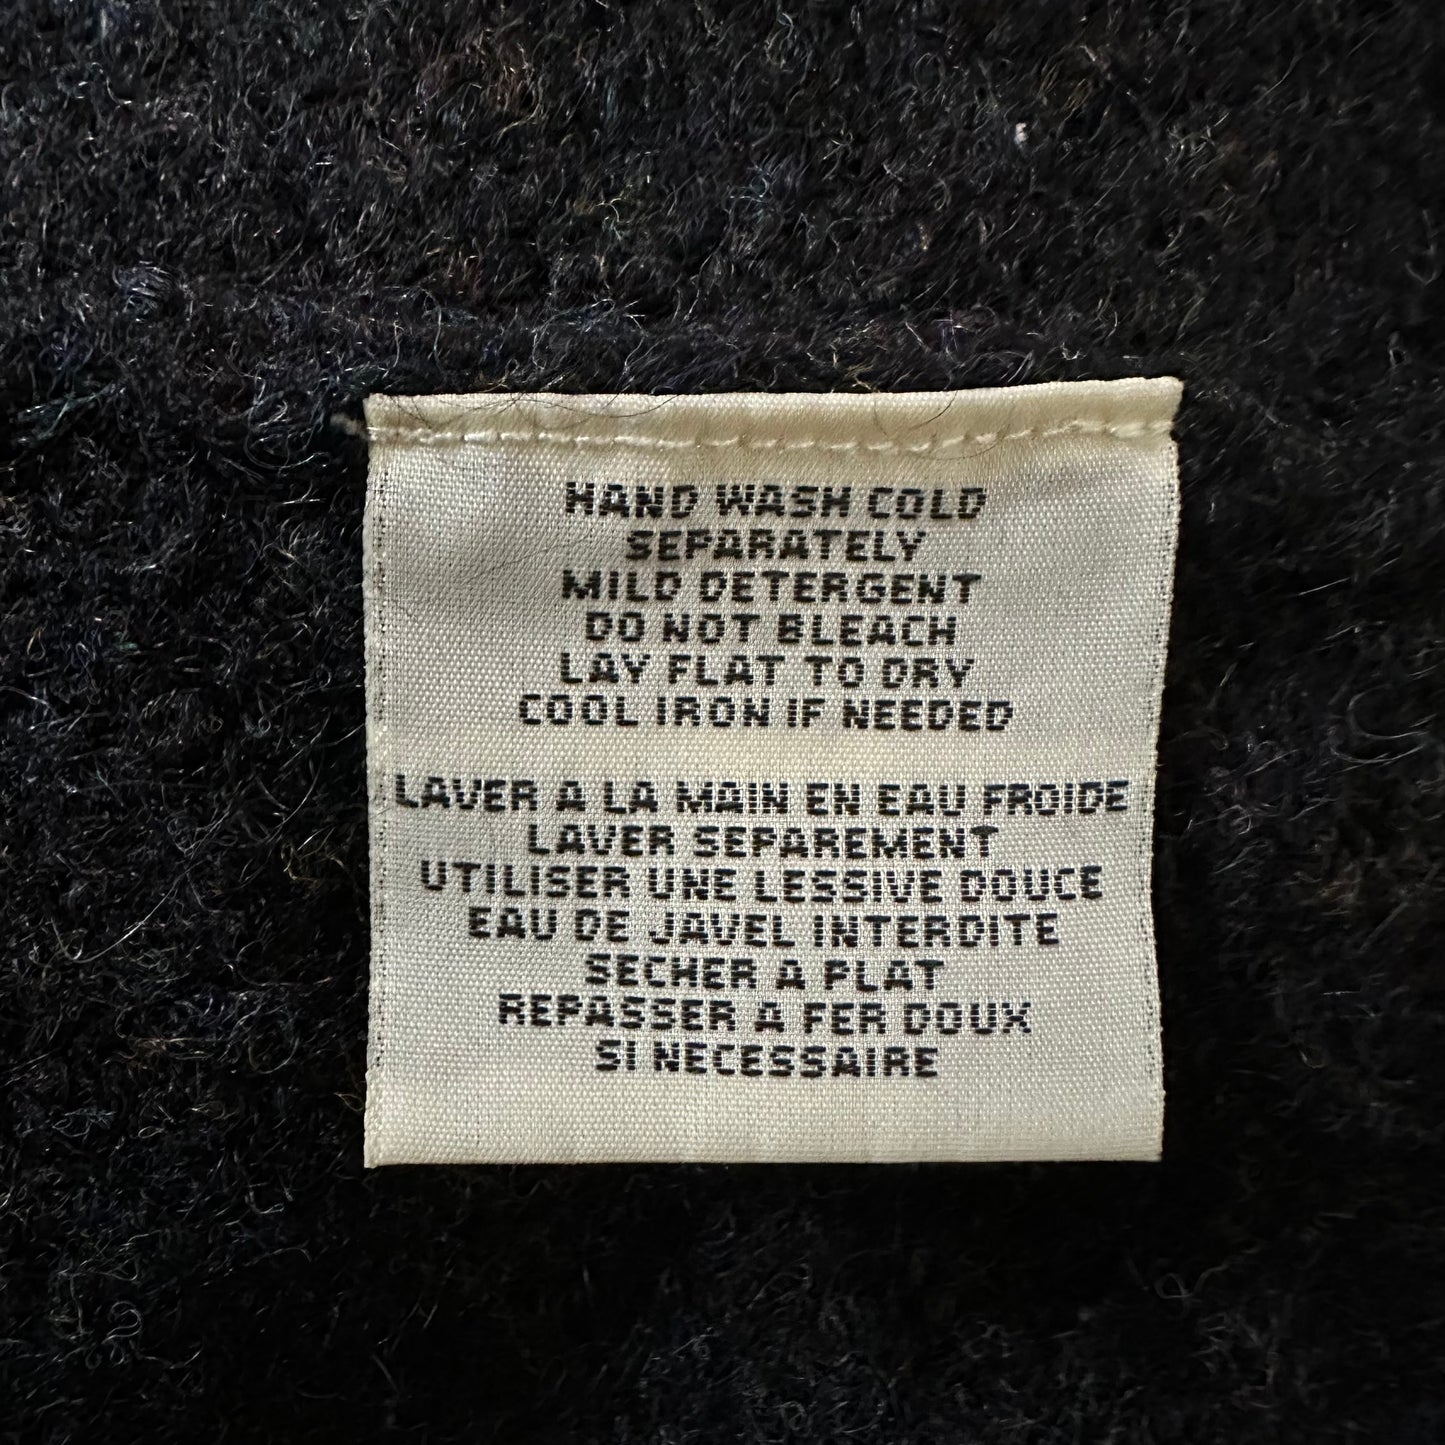 HAND WASH COLD
SEPARATELY
MILD DETERGENT
DO NOT BLEACH
LAY FLAT TO DRY
COOL IRON IF NEEDED
LAVER A LA MAIN EN EAU FROIDE
LAVER SEPAREMENT
UTILISER UNE LESSIVE DOUCE
EAU DE JAVEL INTERDITE
SECHER A PLAT
REPASSER A FER DOUX
SI NECESSAIRE